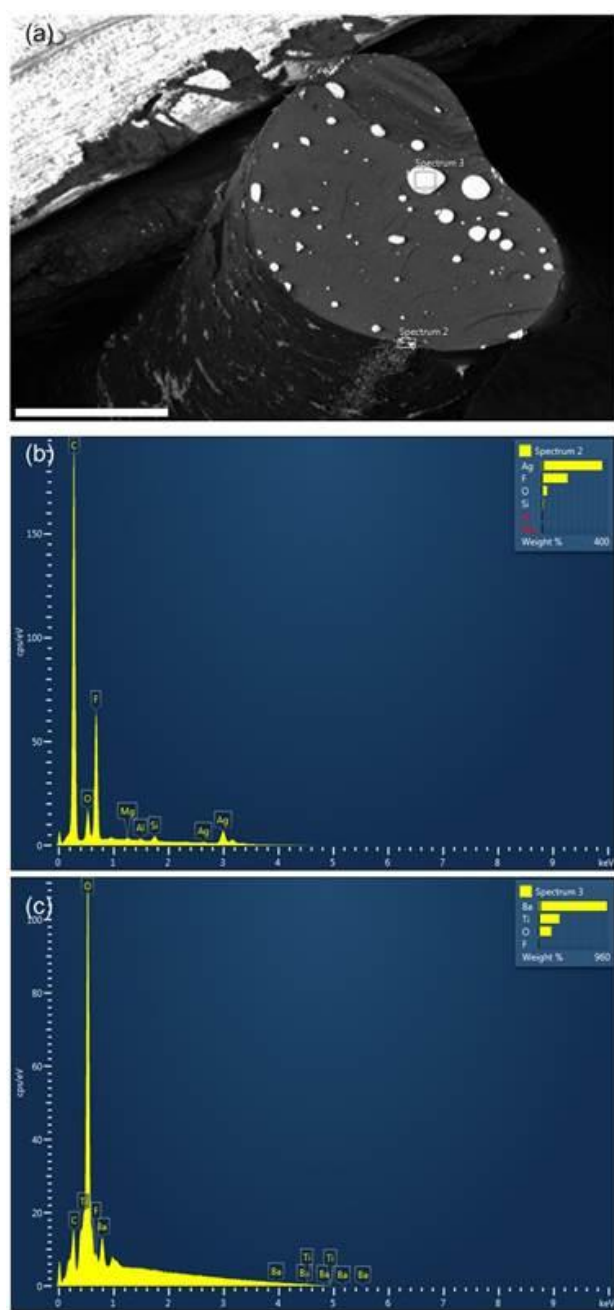 (a)
Spectrum 3
Spectrum 2
(b)
C
Spectrum 2
Ag
F
O
Si
Weight % 400
150
100
50
0
cps/eV
F
O
Mg
Al
Si
Ag
Ag
0 1 2 3 4 5 6 7 8 9 keV
(c)
O
Spectrum 3
Ba
Ti
O
F
Weight % 960
100
80
60
40
20
0
cps/eV
C
Ti
F
Ba
Ti
Ti
Ba
Ba
Ba
Ba
Ba
0 1 2 3 4 5 6 7 8 9